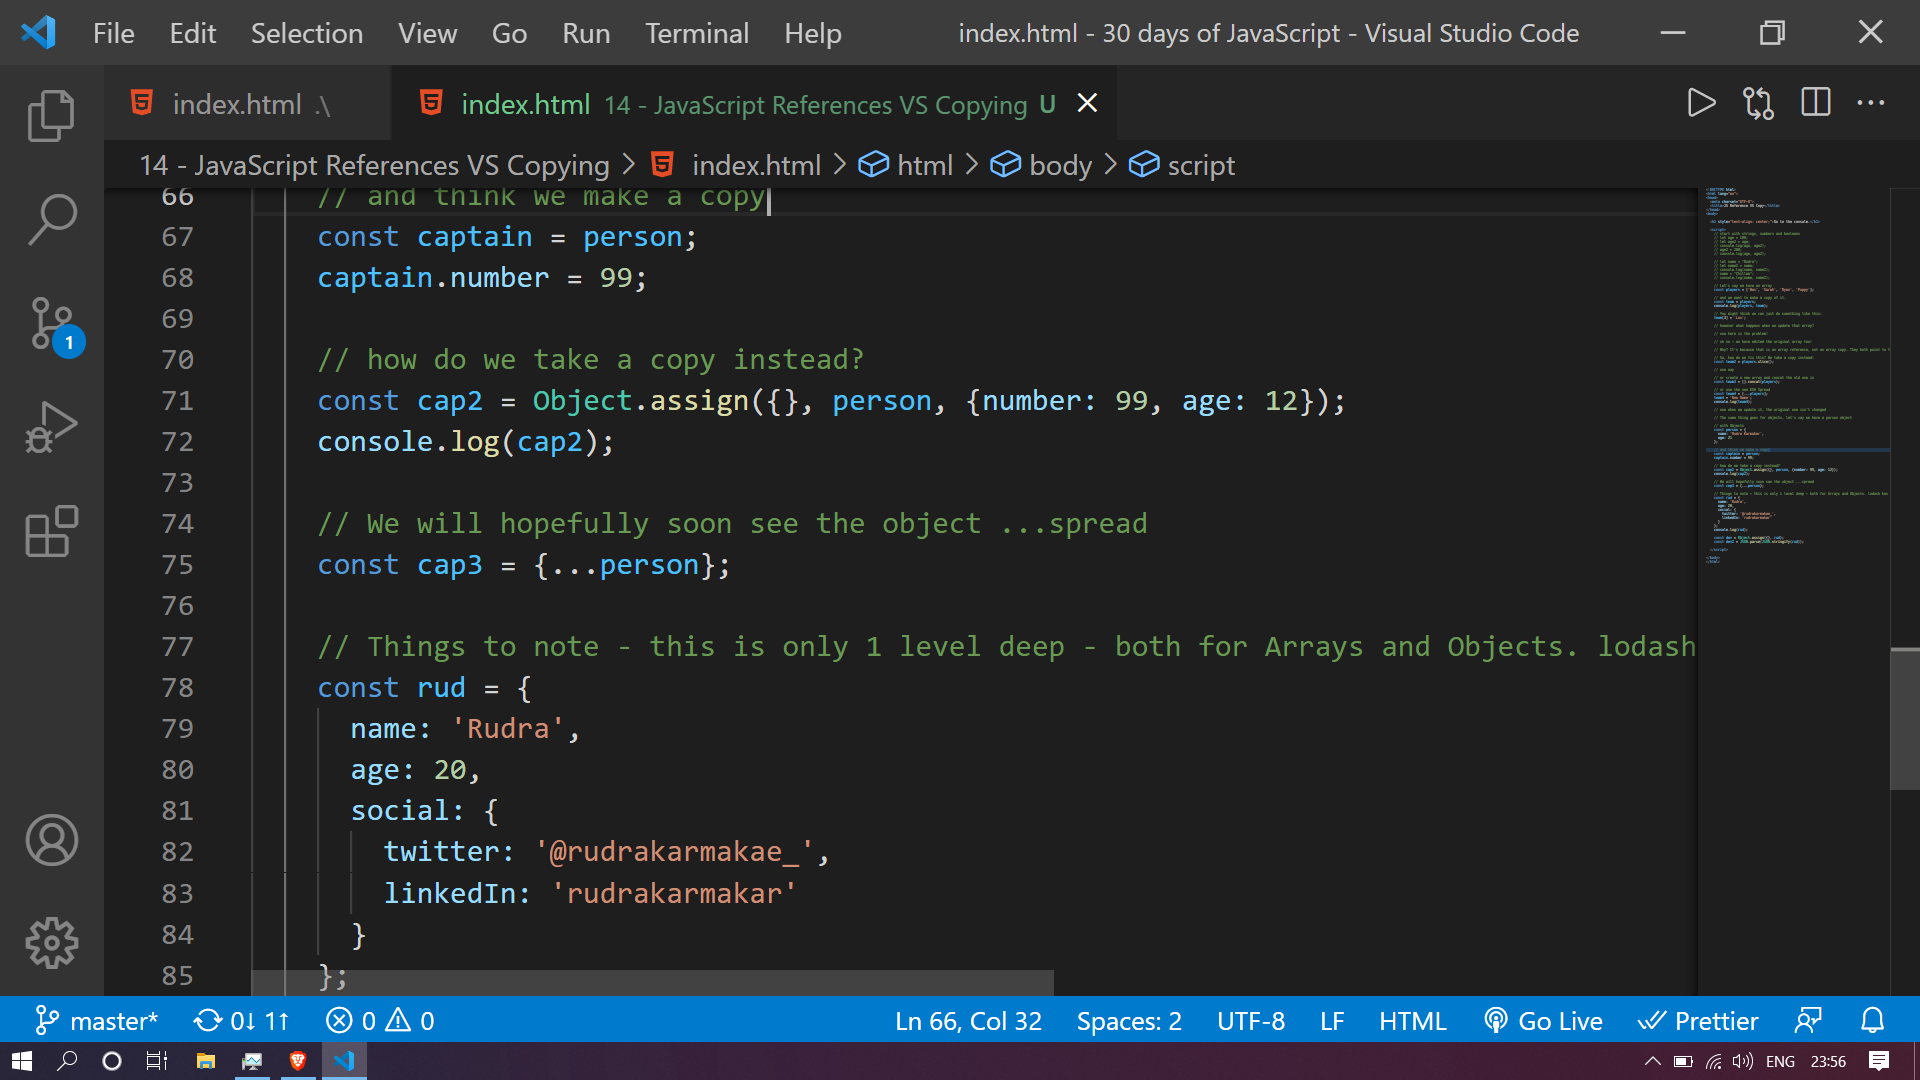 File Edit Selection View Go Run Terminal Help index.html - 30 days of JavaScript - Visual Studio Code
index.html .\ index.html 14 - JavaScript References VS Copying U
14 - JavaScript References VS Copying > index.html > html > body > script
66 // and think we make a copy
67 const captain = person;
68 captain.number = 99;
69
70 // how do we take a copy instead?
71 const cap2 = Object.assign({}, person, {number: 99, age: 12});
72 console.log(cap2);
73
74 // We will hopefully soon see the object ...spread
75 const cap3 = {...person};
76
77 // Things to note - this is only 1 level deep - both for Arrays and Objects. lodash
78 const rud = {
79 name: 'Rudra',
80 age: 20,
81 social: {
82 twitter: '@rudrakarmakae_',
83 linkedIn: 'rudrakarmakar'
84 }
85 };
1
master* 0↓ 1↑ 0 0 Ln 66, Col 32 Spaces: 2 UTF-8 LF HTML Go Live Prettier
ENG 23:56